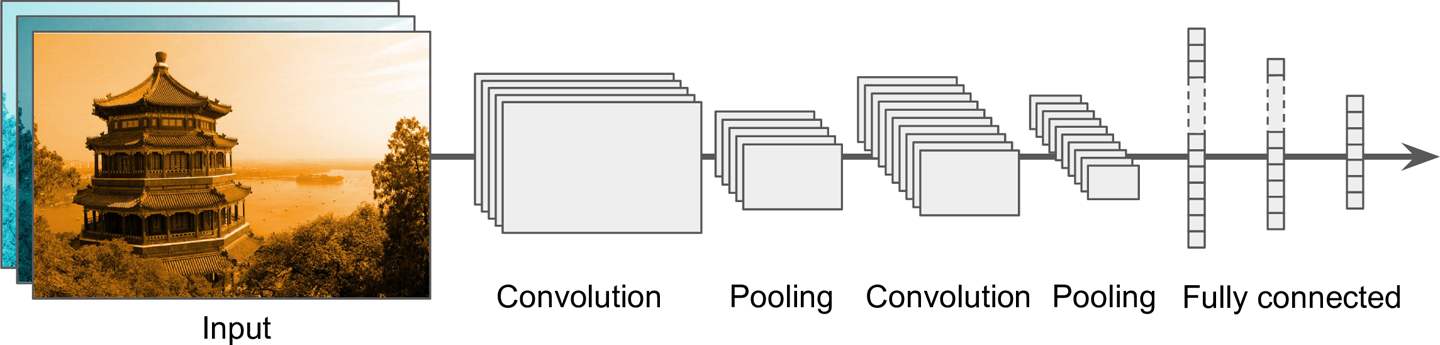 Input
Convolution
Pooling
Convolution
Pooling
Fully connected